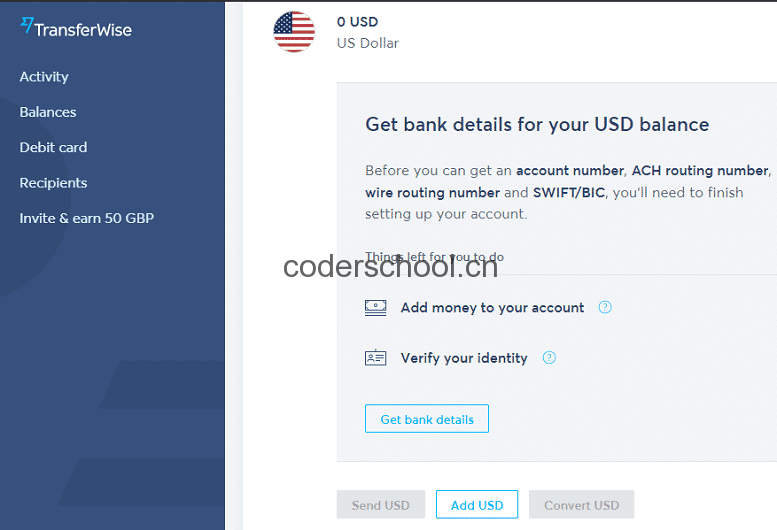 TransferWise
Activity
Balances
Debit card
Recipients
Invite & earn 50 GBP
0 USD
US Dollar
Get bank details for your USD balance
Before you can get an account number, ACH routing number,
wire routing number and SWIFT/BIC, you'll need to finish
setting up your account.
Things left for you to do
coderschool.cn
Add money to your account ?
Verify your identity ?
Get bank details
Send USD
Add USD
Convert USD